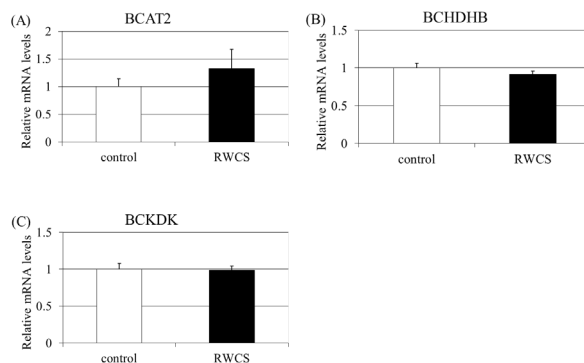 (A) BCAT2
Relative mRNA levels
2
1.5
1
0.5
0
control RWCS
(B) BCHDHB
Relative mRNA levels
1.5
1
0.5
0
control RWCS
(C) BCKDK
Relative mRNA levels
1.5
1
0.5
0
control RWCS